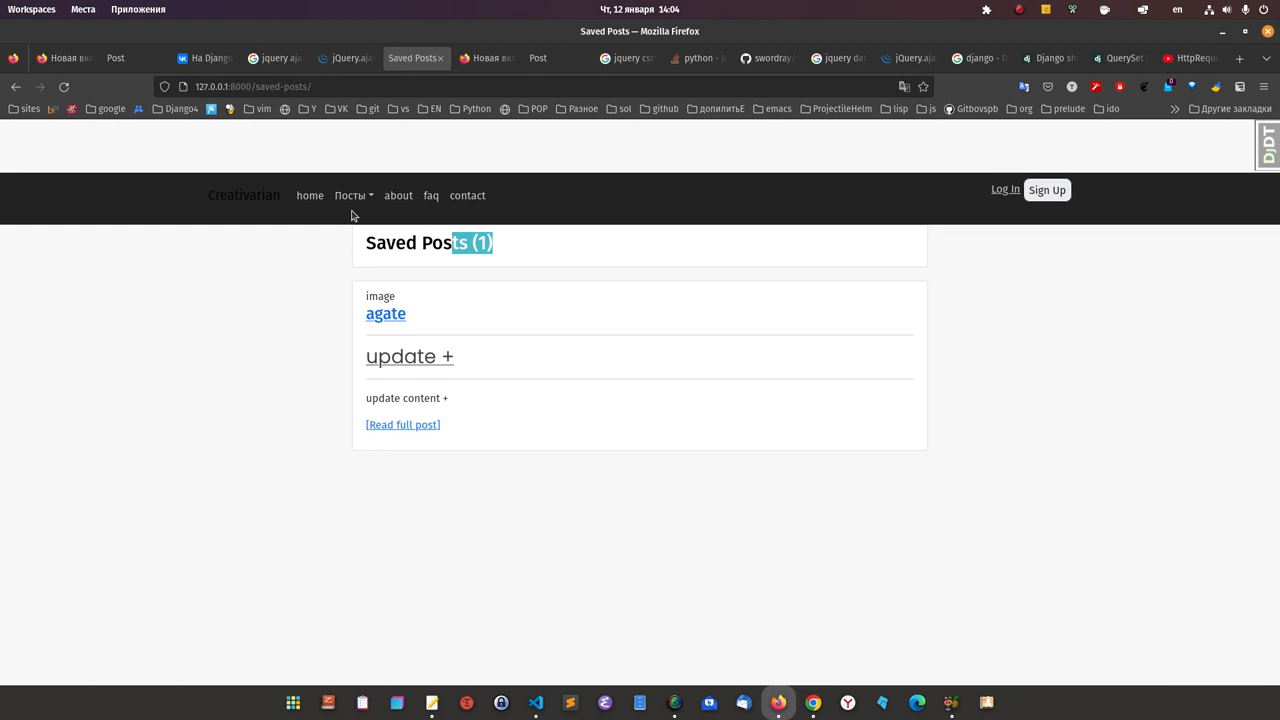 Workspaces Места Приложения Чт, 12 января 14:04 en
Saved Posts — Mozilla Firefox
Новая вкл Post На Django jquery aja jQuery.aja Saved Posts Новая вкл Post jquery csr python - swordray/ jquery dat jQuery.aja django - Django sh QuerySet HttpReque
127.0.0.1:8000/saved-posts/
sites google Django4 vim VK git vs EN Python POP Разное sol github допилитьЕ emacs ProjectileHelm lisp js Gitbovspb org prelude ido Другие закладки
DjDT
Creativarian home Посты about faq contact Log In Sign Up
Saved Posts (1)
image
agate
update +
update content +
[Read full post]